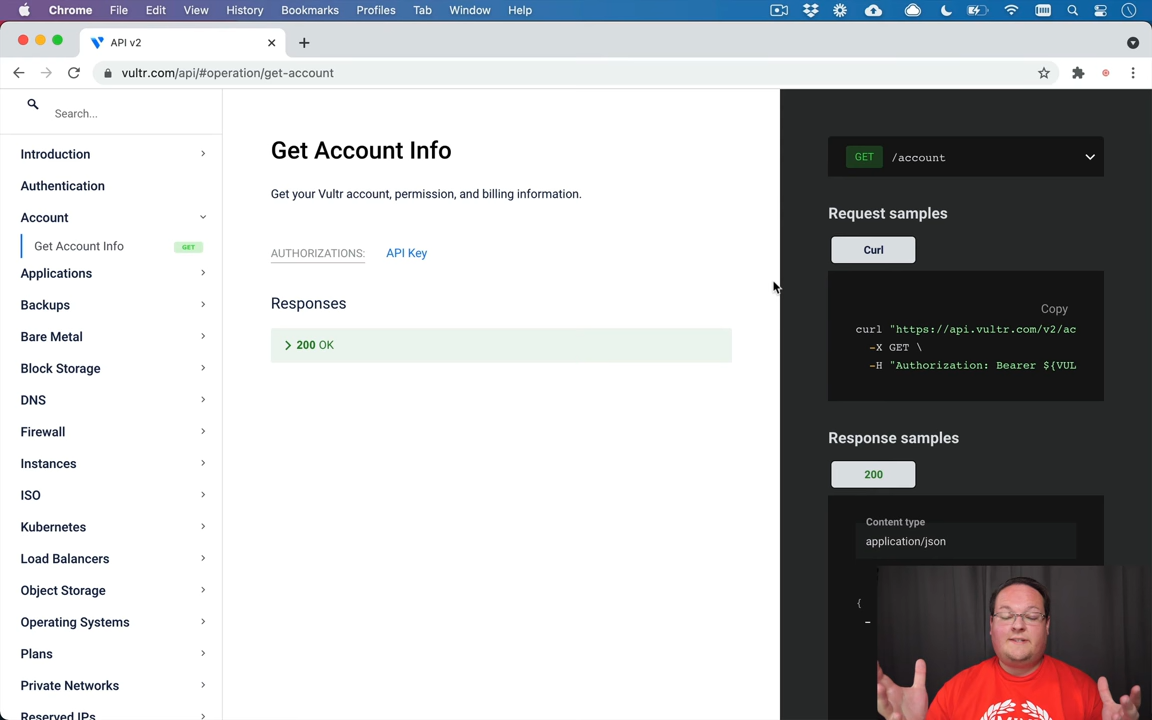 Chrome File Edit View History Bookmarks Profiles Tab Window Help
API v2
vultr.com/api/#operation/get-account
Search...
Introduction
Authentication
Account
Get Account Info GET
Applications
Backups
Bare Metal
Block Storage
DNS
Firewall
Instances
ISO
Kubernetes
Load Balancers
Object Storage
Operating Systems
Plans
Private Networks
Reserved IPs
Get Account Info
Get your Vultr account, permission, and billing information.
AUTHORIZATIONS: API Key
Responses
200 OK
GET /account
Request samples
Curl
Copy
curl "https://api.vultr.com/v2/ac
-X GET \
-H "Authorization: Bearer ${VUL
Response samples
200
Content type
application/json
{
-